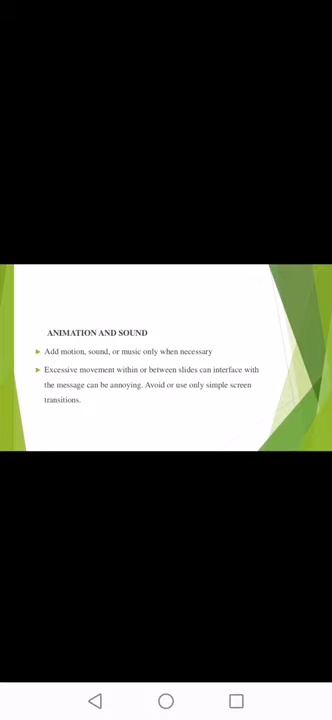 ANIMATION AND SOUND
Add motion, sound, or music only when necessary
Excessive movement within or between slides can interface with
the message can be annoying. Avoid or use only simple screen
transitions.